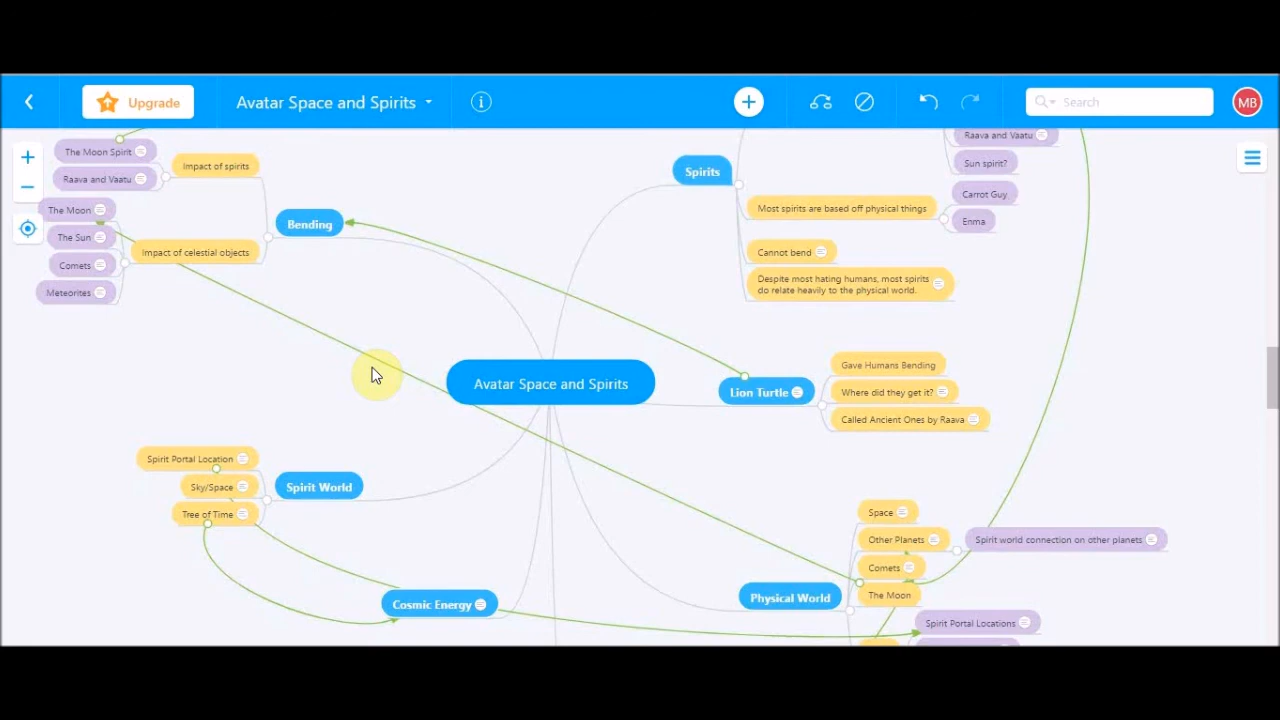 Upgrade
Avatar Space and Spirits
Search
MB
The Moon Spirit
Raava and Vaatu
Impact of spirits
The Moon
The Sun
Comets
Meteorites
Impact of celestial objects
Bending
Spirits
Raava and Vaatu
Sun spirit?
Most spirits are based off physical things
Carrot Guy
Enma
Cannot bend
Despite most hating humans, most spirits
do relate heavily to the physical world.
Avatar Space and Spirits
Lion Turtle
Gave Humans Bending
Where did they get it?
Called Ancient Ones by Raava
Spirit Portal Location
Sky/Space
Tree of Time
Spirit World
Cosmic Energy
Physical World
Space
Other Planets
Spirit world connection on other planets
Comets
The Moon
Spirit Portal Locations